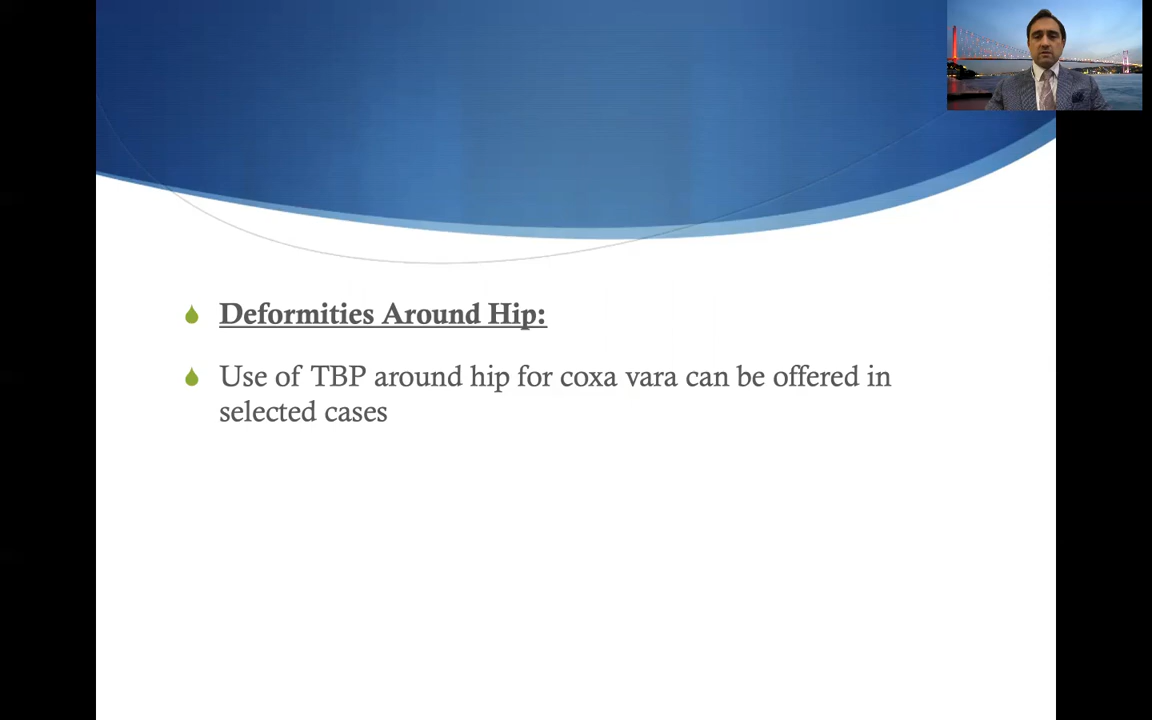 Deformities Around Hip:
Use of TBP around hip for coxa vara can be offered in
selected cases